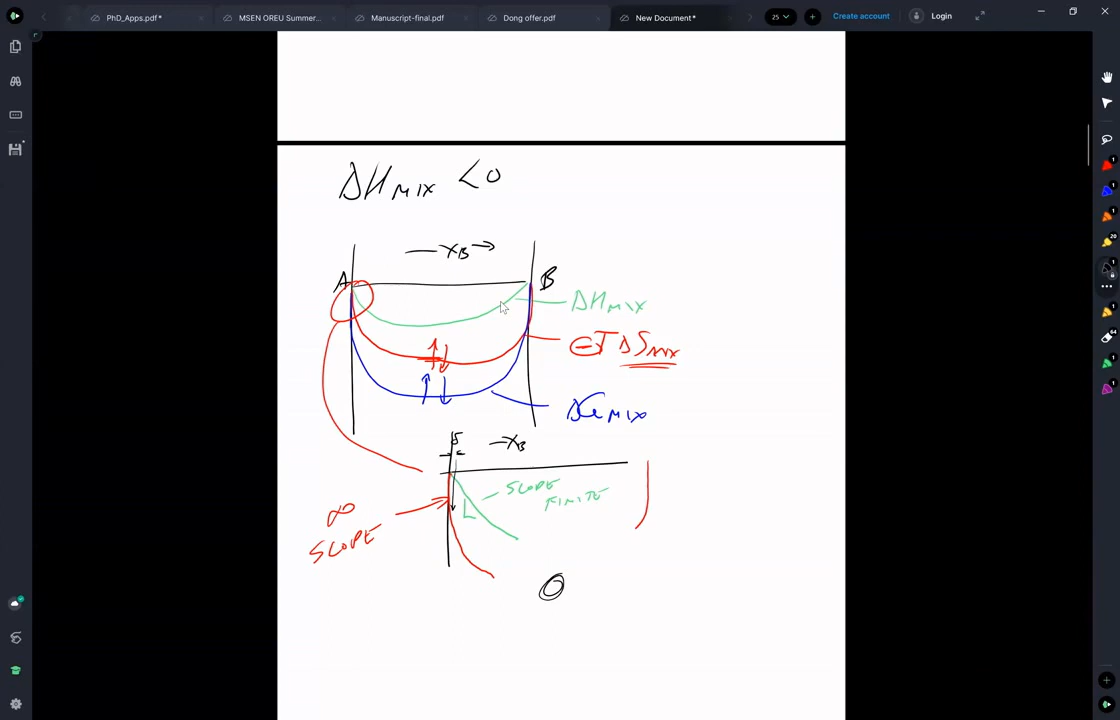 PhD_Apps.pdf*
MSEN OREU Summer...
Manuscript-final.pdf
Dong offer.pdf
New Document*
25
Create account
Login
ΔHMIX <0
— XB →
A
B
ΔHMIX
-TΔSMIX
ΔGMIX
—XB
SLOPE
FINITE
∞
SLOPE